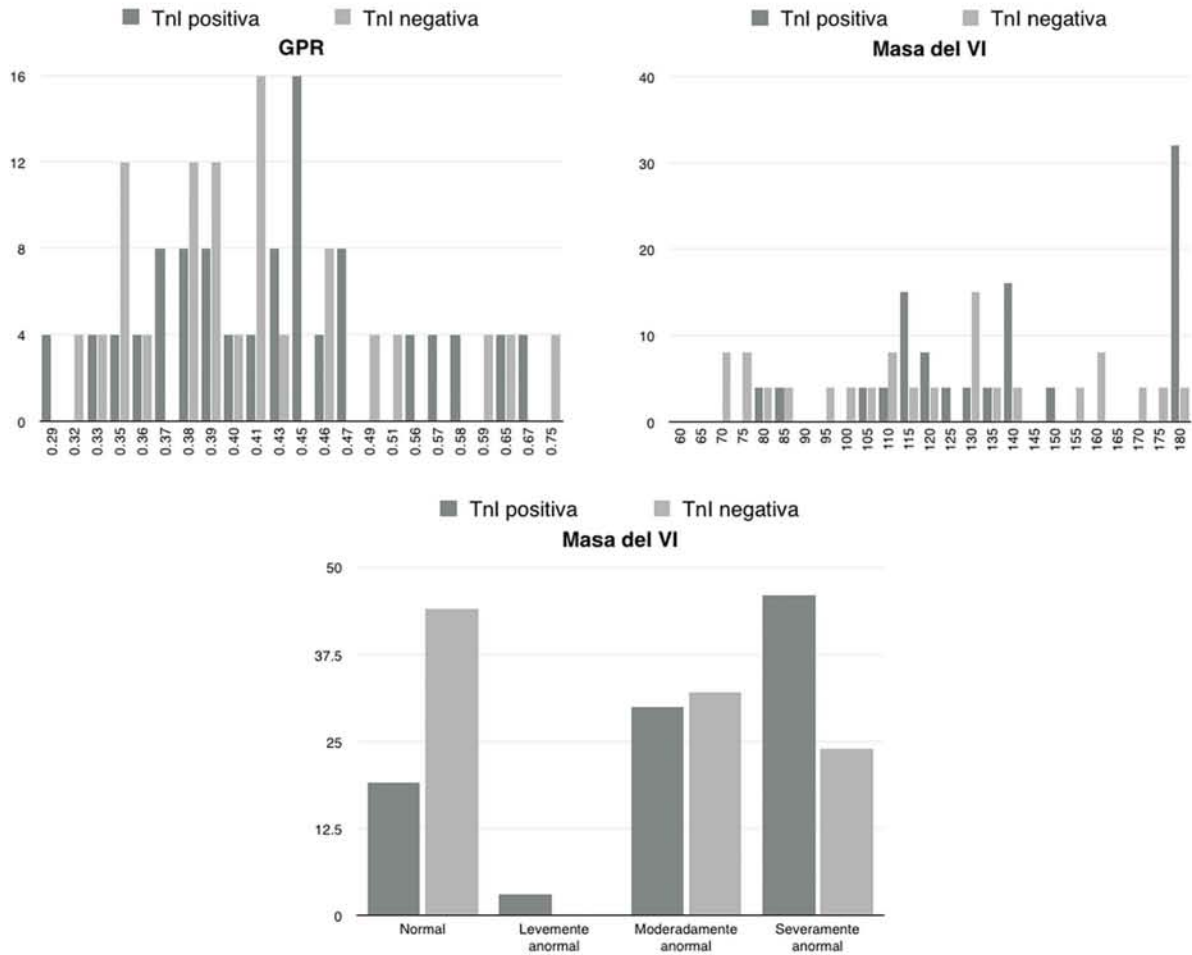 TnI positiva TnI negativa
GPR
16
12
8
4
0
0.29 0.32 0.33 0.35 0.36 0.37 0.38 0.39 0.40 0.41 0.43 0.45 0.46 0.47 0.49 0.51 0.56 0.57 0.58 0.59 0.65 0.67 0.75
TnI positiva TnI negativa
Masa del VI
40
30
20
10
0
60 65 70 75 80 85 90 95 100 105 110 115 120 125 130 135 140 145 150 155 160 165 170 175 180
TnI positiva TnI negativa
Masa del VI
50
37.5
25
12.5
0
Normal Levemente Moderadamente Severamente
anormal anormal anormal